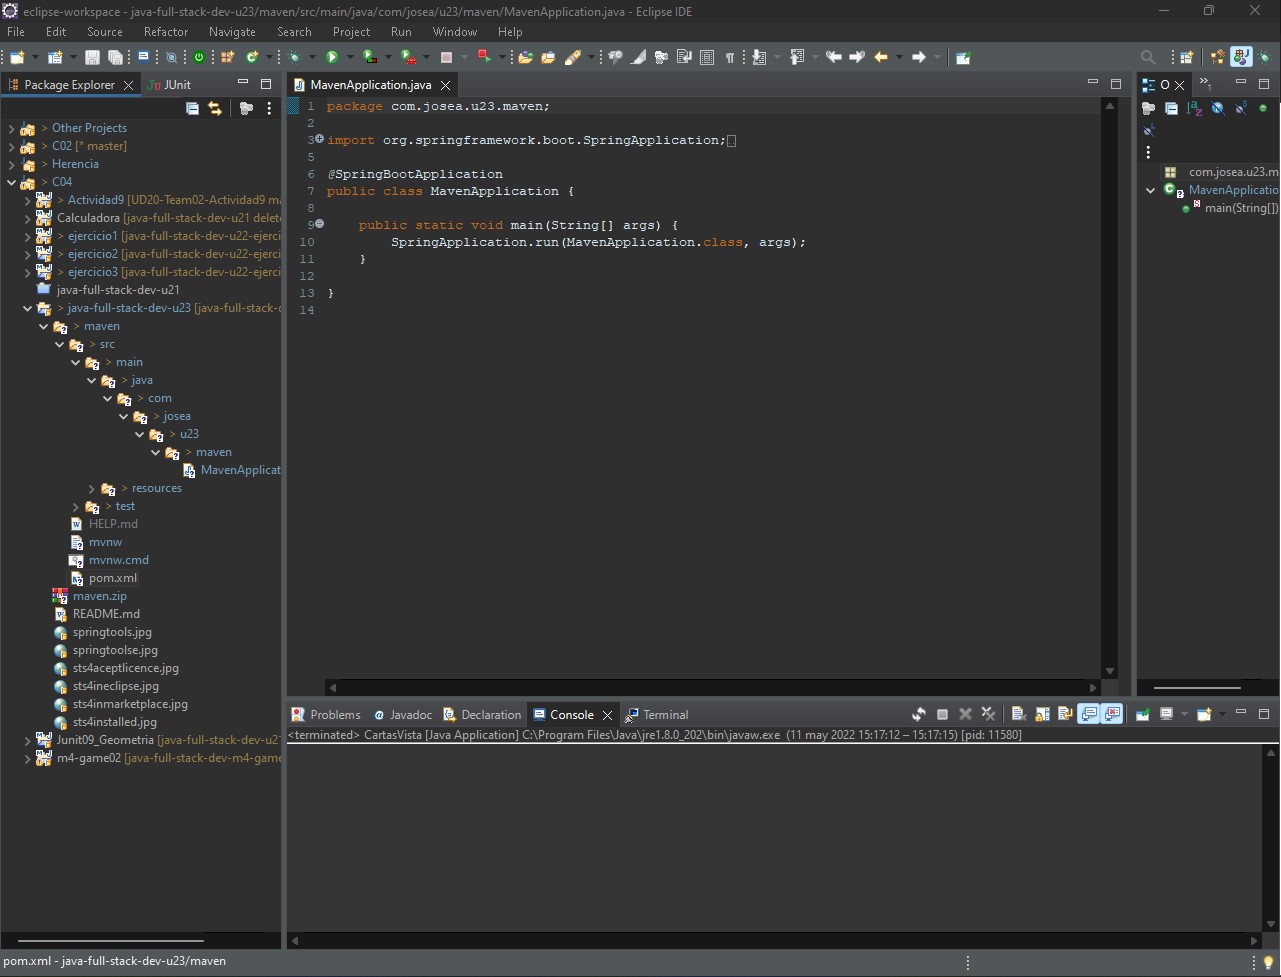 eclipse-workspace - java-full-stack-dev-u23/maven/src/main/java/com/josea/u23/maven/MavenApplication.java - Eclipse IDE
File Edit Source Refactor Navigate Search Project Run Window Help
Package Explorer
JUnit
> Other Projects
> C02 [* master]
> Herencia
> C04
> Actividad9 [UD20-Team02-Actividad9 ma
Calculadora [java-full-stack-dev-u21 delete
> ejercicio1 [java-full-stack-dev-u22-ejerci
> ejercicio2 [java-full-stack-dev-u22-ejerci
> ejercicio3 [java-full-stack-dev-u22-ejerci
java-full-stack-dev-u21
> java-full-stack-dev-u23 [java-full-stack-d
> maven
> src
> main
> java
> com
> josea
> u23
> maven
MavenApplicat
> resources
> test
HELP.md
mvnw
mvnw.cmd
pom.xml
maven.zip
README.md
springtools.jpg
springtoolse.jpg
sts4aceptlicence.jpg
sts4ineclipse.jpg
sts4inmarketplace.jpg
sts4installed.jpg
Junit09_Geometria [java-full-stack-dev-u2
m4-game02 [java-full-stack-dev-m4-game
MavenApplication.java
1 package com.josea.u23.maven;
2
3 import org.springframework.boot.SpringApplication;
5
6 @SpringBootApplication
7 public class MavenApplication {
8
9 public static void main(String[] args) {
10 SpringApplication.run(MavenApplication.class, args);
11 }
12
13 }
14
O
com.josea.u23.m
MavenApplicatio
main(String[])
Problems
Javadoc
Declaration
Console
Terminal
<terminated> CartasVista [Java Application] C:\Program Files\Java\jre1.8.0_202\bin\javaw.exe (11 may 2022 15:17:12 – 15:17:15) [pid: 11580]
pom.xml - java-full-stack-dev-u23/maven